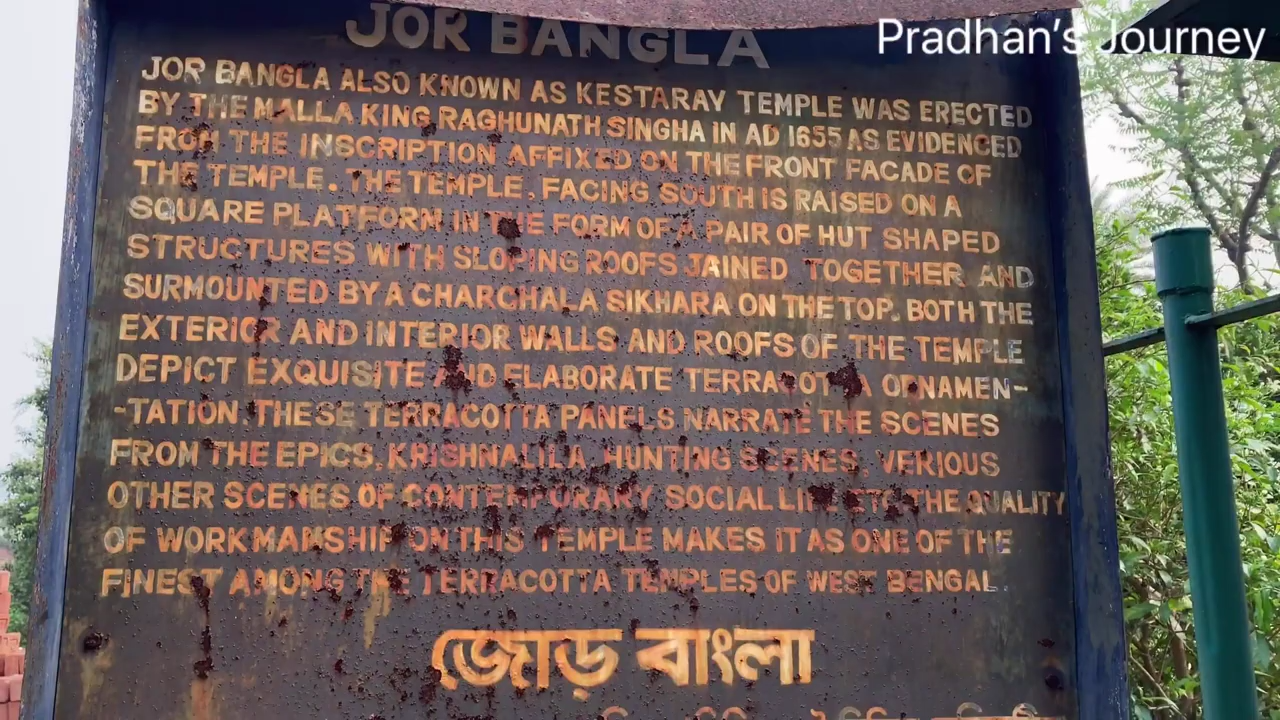 Pradhan's Journey
JOR BANGLA
JOR BANGLA ALSO KNOWN AS KESTARAY TEMPLE WAS ERECTED
BY THE MALLA KING RAGHUNATH SINGHA IN AD 1655 AS EVIDENCED
FROM THE INSCRIPTION AFFIXED ON THE FRONT FACADE OF
THE TEMPLE. THE TEMPLE, FACING SOUTH IS RAISED ON A
SQUARE PLATFORM IN THE FORM OF A PAIR OF HUT SHAPED
STRUCTURES WITH SLOPING ROOFS JAINED TOGETHER AND
SURMOUNTED BY A CHARCHALA SIKHARA ON THE TOP. BOTH THE
EXTERIOR AND INTERIOR WALLS AND ROOFS OF THE TEMPLE
DEPICT EXQUISITE AND ELABORATE TERRACOTTA ORNAMEN-
-TATION. THESE TERRACOTTA PANELS NARRATE THE SCENES
FROM THE EPICS, KRISHNALILA, HUNTING SCENES, VERIOUS
OTHER SCENES OF CONTEMPORARY SOCIAL LIFE ETC. THE QUALITY
OF WORKMAMSHIP ON THIS TEMPLE MAKES IT AS ONE OF THE
FINEST AMONG THE TERRACOTTA TEMPLES OF WEST BENGAL.
জোড় বাংলা